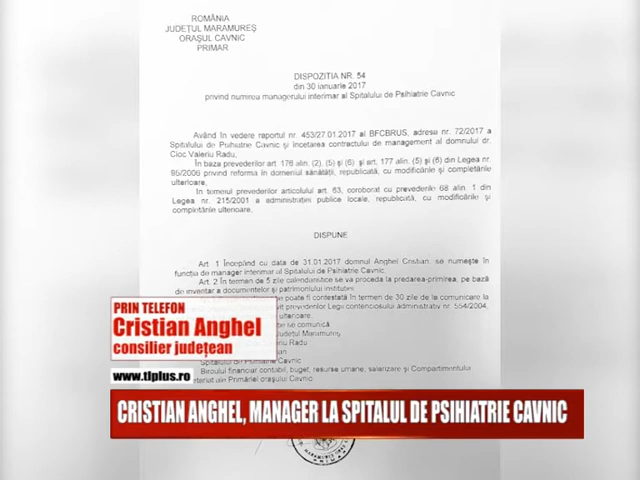 ROMÂNIA
JUDEȚUL MARAMUREȘ
ORAȘUL CAVNIC
PRIMAR
DISPOZIȚIA NR. 54
din 30 ianuarie 2017
privind numirea managerului interimar al Spitalului de Psihiatrie Cavnic
Având în vedere raportul nr. 453/27.01.2017 al BFCBRUS, adresa nr. 72/2017 a
Spitalului de Psihiatrie Cavnic și încetarea contractului de management al domnului dr.
Cioc Valeriu Radu,
În baza prevederilor art. 176 alin. (2), (5) și (6) și art. 177 alin. (5) și (6) din Legea nr.
95/2006 privind reforma în domeniul sănătății, republicată, cu modificările și completările
ulterioare,
În temeiul prevederilor articolului art. 63, coroborat cu prevederile 68 alin. 1 din
Legea nr. 215/2001 a administrației publice locale, republicată, cu modificările și
completările ulterioare,
DISPUNE
Art. 1 Începând cu data de 31.01.2017 domnul Anghel Cristian, se numește în
funcția de manager interimar al Spitalului de Psihiatrie Cavnic.
Art. 2 În termen de 5 zile calendaristice se va proceda la predarea-primirea, pe bază
de inventar a documentelor și patrimoniului instituției.
se poate fi contestată în termen de 30 zile de la comunicare la
prevederilor Legii contenciosului administrativ nr. 554/2004,
ulterioare.
se comunică
Județului Maramureș
Radu
Spitalului de Psihiatrie Cavnic
Biroului financiar contabil, buget, resurse umane, salarizare și Compartimentului
Primăriei orașului Cavnic
PRIN TELEFON
Cristian Anghel
consilier județean
www.tlplus.ro
CRISTIAN ANGHEL, MANAGER LA SPITALUL DE PSIHIATRIE CAVNIC